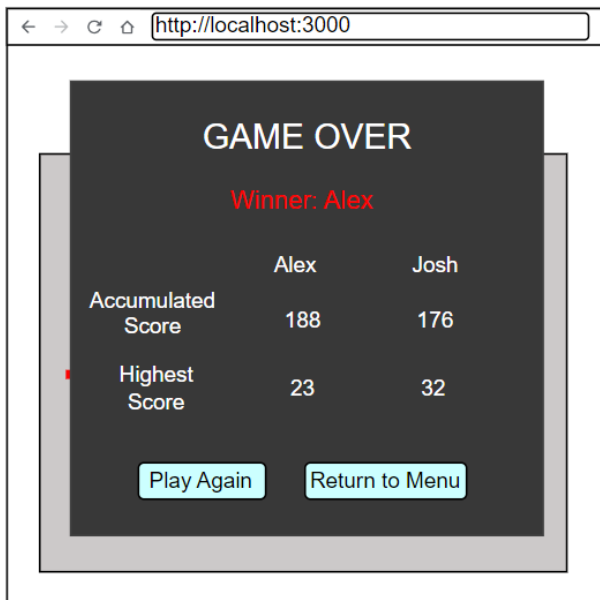 http://localhost:3000
GAME OVER
Winner: Alex
Alex Josh
Accumulated
Score 188 176
Highest
Score 23 32
Play Again Return to Menu